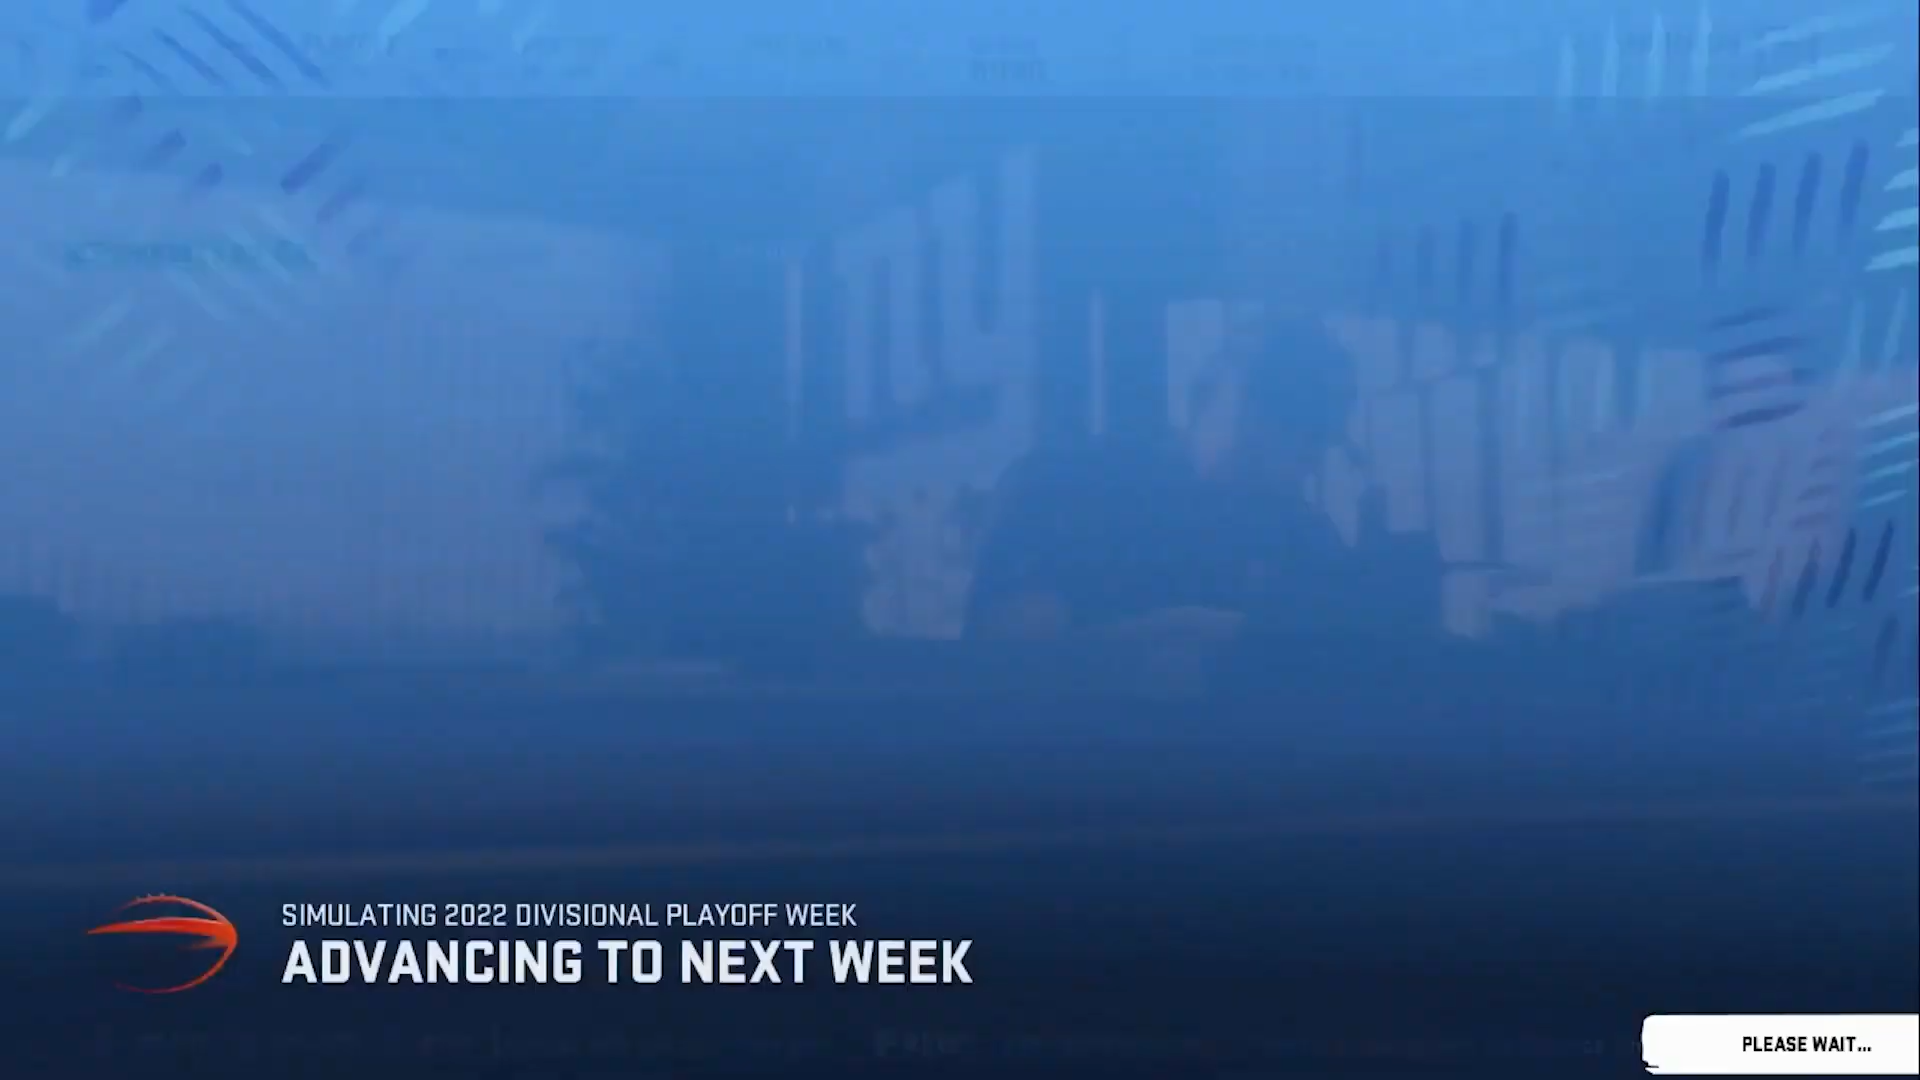 SIMULATING 2022 DIVISIONAL PLAYOFF WEEK
ADVANCING TO NEXT WEEK
PLEASE WAIT...